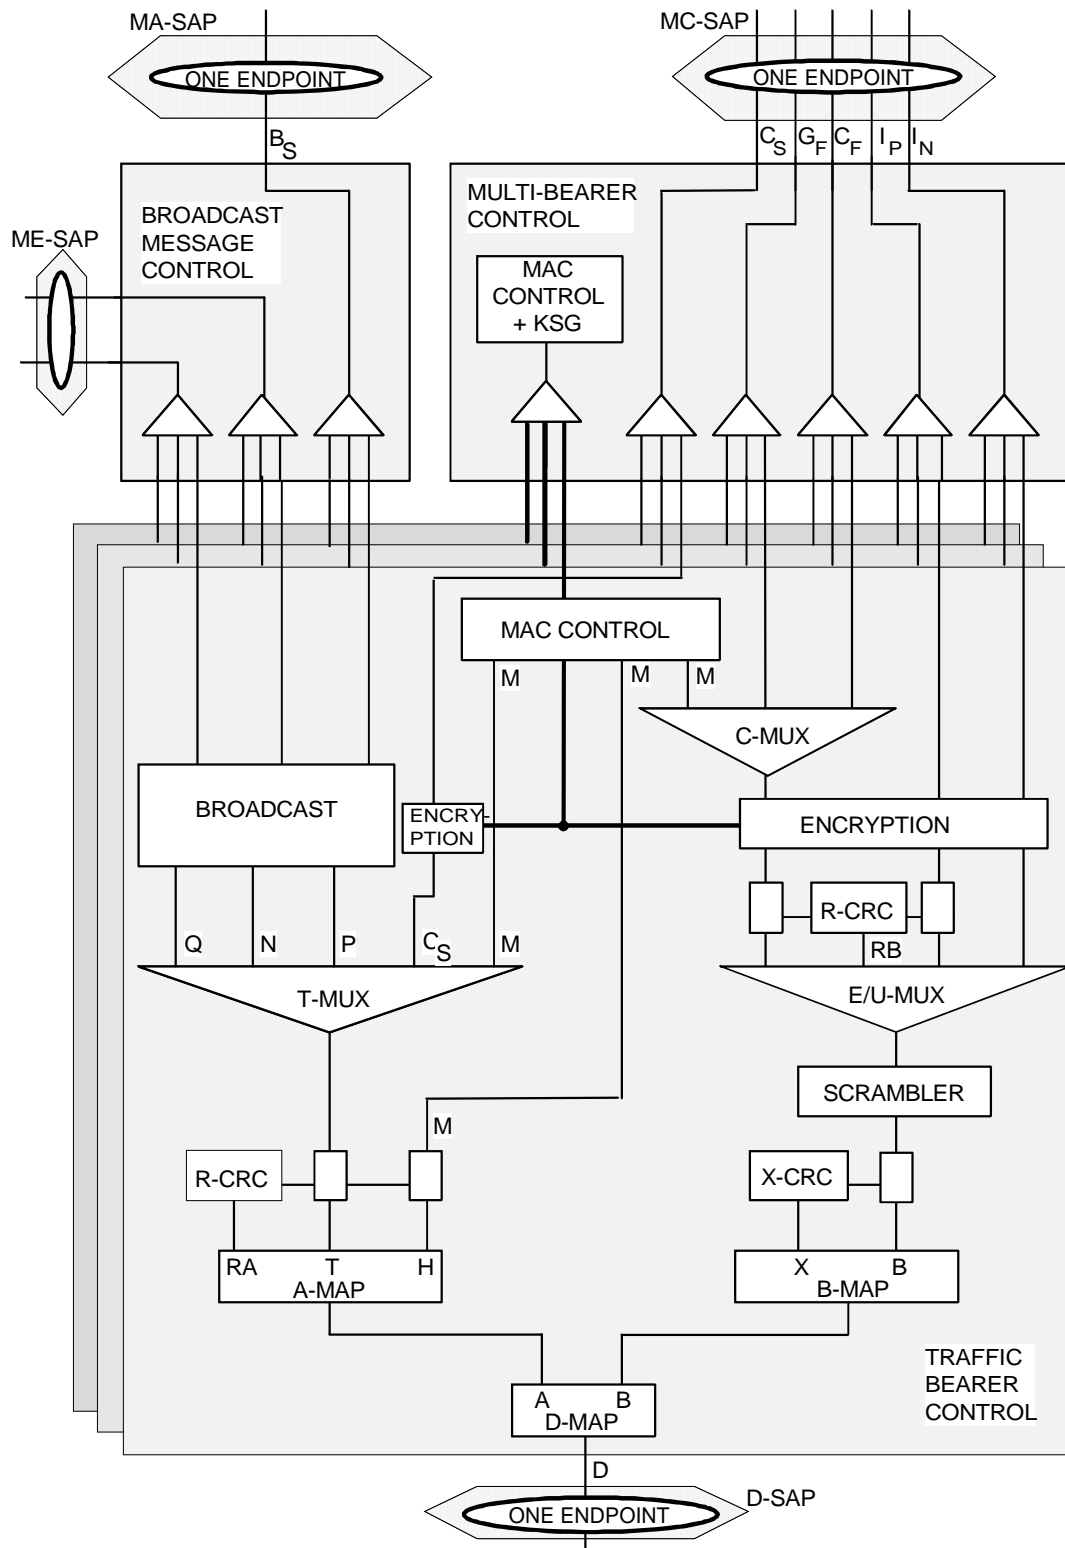 MA-SAP
MC-SAP
ONE ENDPOINT
ONE ENDPOINT
BS
CS GF CF IP IN
ME-SAP
BROADCAST
MESSAGE
CONTROL
MULTI-BEARER
CONTROL
MAC
CONTROL
+ KSG
MAC CONTROL
M
M
M
C-MUX
BROADCAST
ENCRY-
PTION
ENCRYPTION
R-CRC
Q N P CS M
RB
T-MUX
E/U-MUX
SCRAMBLER
M
R-CRC
X-CRC
RA T H
A-MAP
X B
B-MAP
TRAFFIC
BEARER
CONTROL
A B
D-MAP
D
D-SAP
ONE ENDPOINT